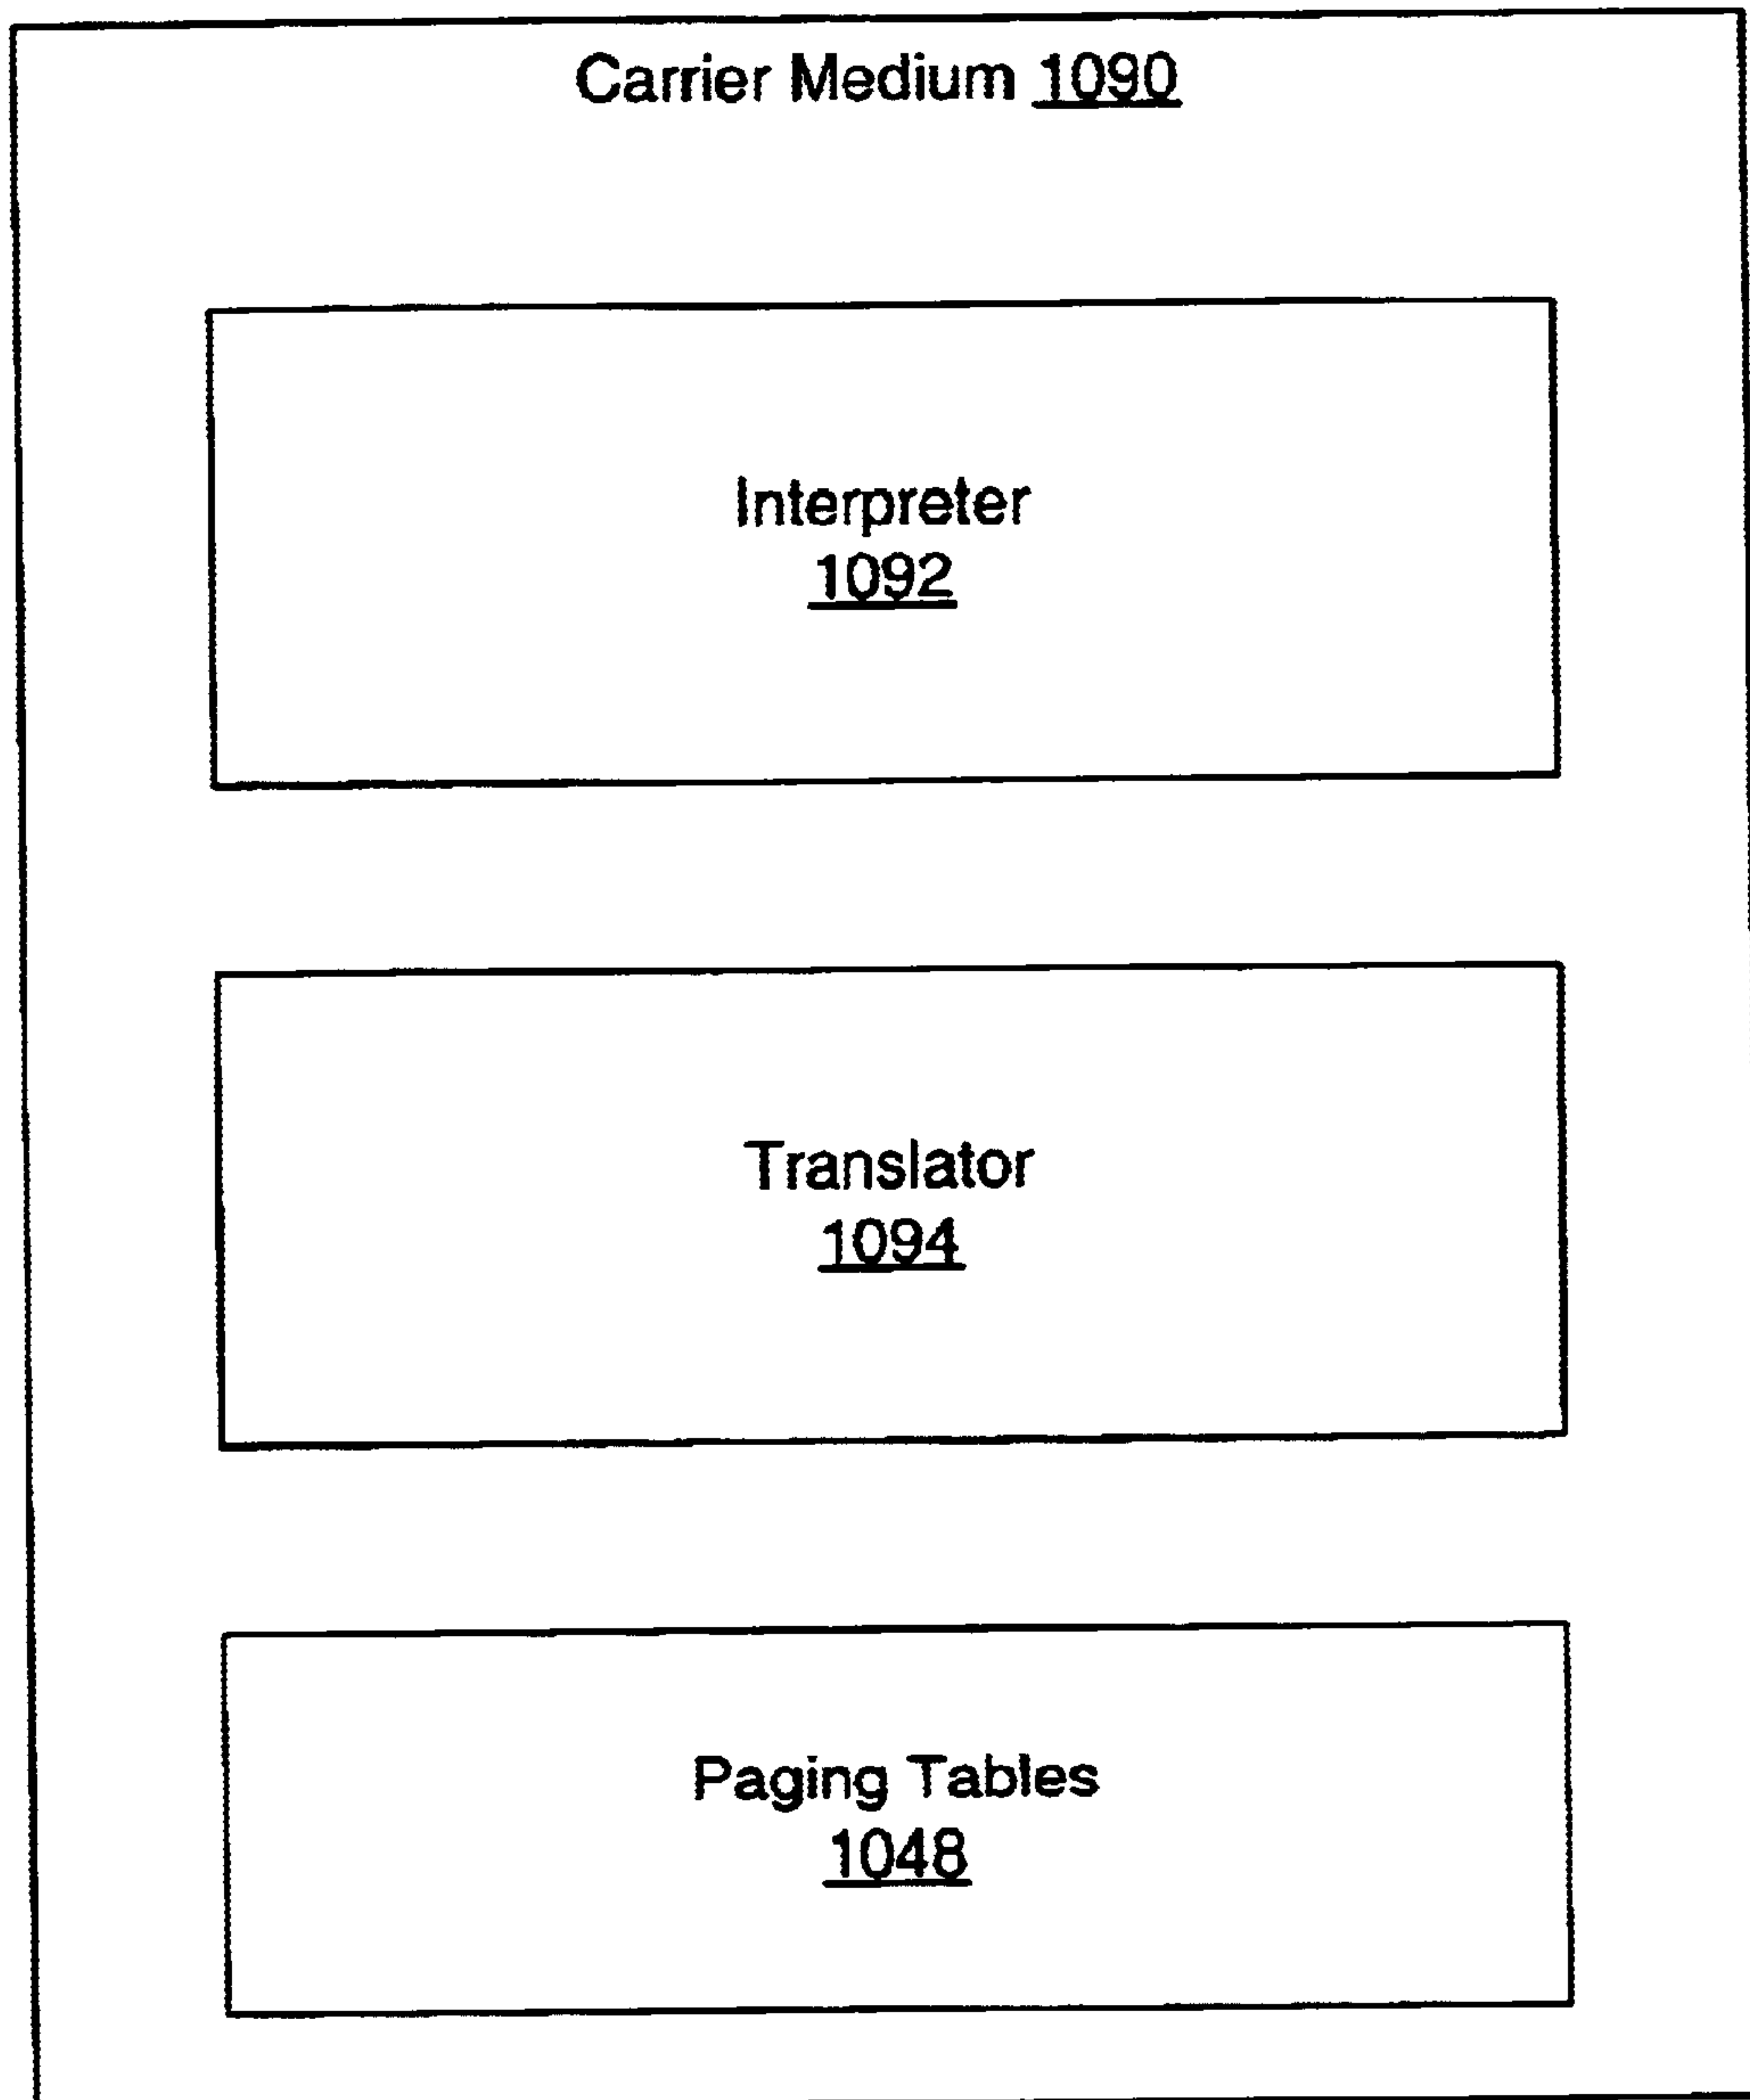 Carrier Medium 1090
Interpreter
1092
Translator
1094
Paging Tables
1048